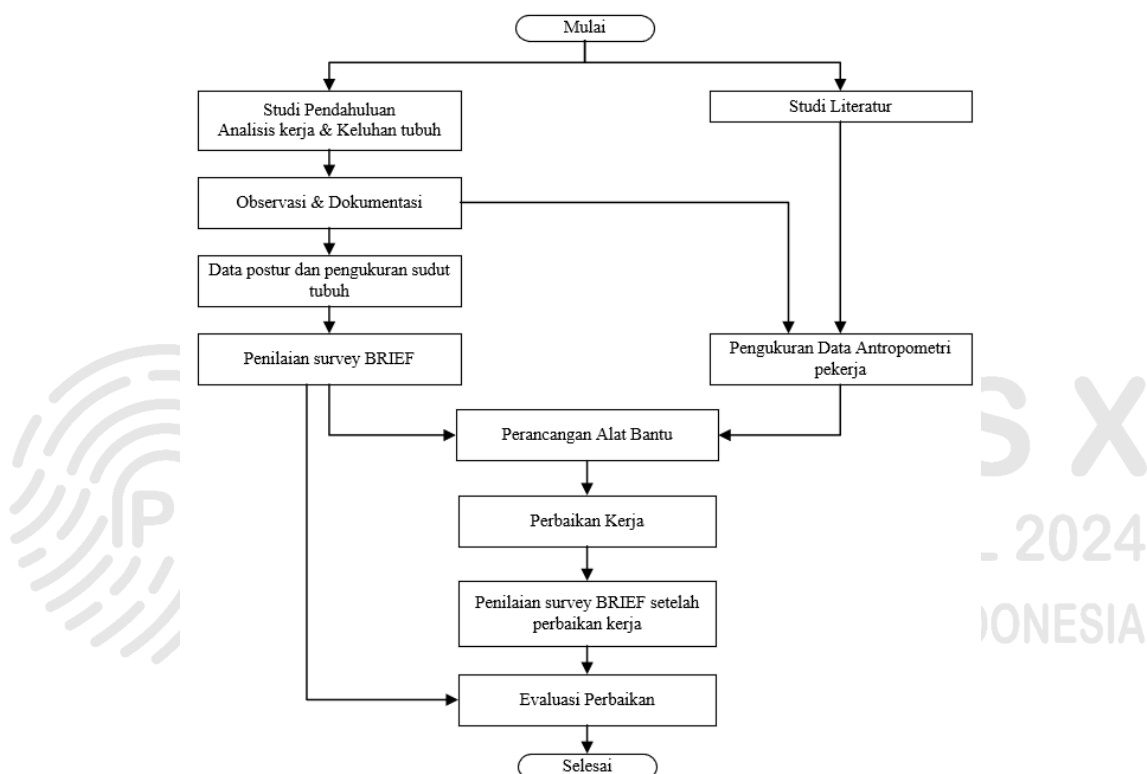 Mulai
Studi Pendahuluan
Analisis kerja & Keluhan tubuh
Studi Literatur
Observasi & Dokumentasi
Data postur dan pengukuran sudut
tubuh
Penilaian survey BRIEF
Pengukuran Data Antropometri
pekerja
Perancangan Alat Bantu
Perbaikan Kerja
Penilaian survey BRIEF setelah
perbaikan kerja
Evaluasi Perbaikan
Selesai
IP
S X
2024
ONESIA